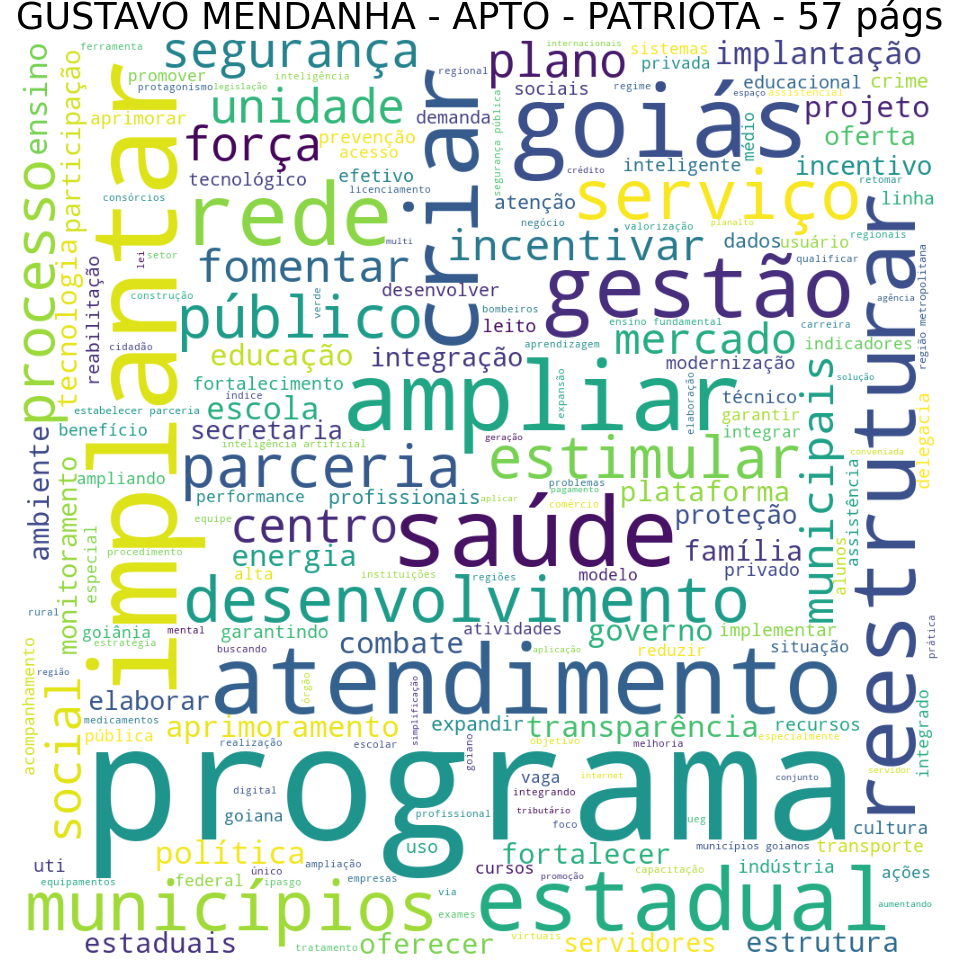 GUSTAVO MENDANHA - APTO - PATRIOTA - 57 págs
ferramenta
segurança
plano
internacionais
sistemas
privada
implantação
ensino
participação
promover
protagonismo
inteligência
legislação
regional
sociais
regime
educacional
espaço
assistencial
crime
aprimorar
unidade
demanda
segurança pública
goiás
médio
projeto
oferta
força
prevenção
acesso
criar
crédito
inteligente
incentivo
retomar
processo
implantar
tecnológico
efetivo
licenciamento
atenção
serviço
linha
consórcios
rede
negócio
valorização
planalto
reestruturar
tecnologia
reabilitação
lei
setor
multi
incentivar
dados
usuário
regionais
qualificar
fomentar
desenvolver
gestão
agência
região metropolitana
construção
verde
público
bombeiros
leito
ensino fundamental
aprendizagem
mercado
carreira
indicadores
cidadão
educação
integração
modernização
municipais
solução
fortalecimento
índice
ampliar
expansão
elaboração
técnico
garantir
integrar
delegacia
estabelecer parceria
benefício
escola
secretaria
inteligência artificial
geração
estimular
conveniada
ambiente
monitoramento
ampliando
parceria
performance
profissionais
aplicar
problemas
pagamento
comércio
plataforma
assistência
especial
equipe
centro
saúde
proteção
procedimento
energia
família
alunos
alta
instituições
regiões
modelo
privado
rural
desenvolvimento
goiânia
mental
garantindo
atividades
governo
implementar
prática
estratégia
buscando
combate
aplicação
reduzir
situação
acompanhamento
região
social
elaborar
órgão
atendimento
simplificação
integrado
medicamentos
pública
aprimoramento
expandir
transparência
recursos
realização
escolar
goiano
objetivo
melhoria
especialmente
programa
digital
vaga
integrando
internet
conjunto
servidor
goiana
profissional
tributário
foco
ueg
cultura
uti
política
uso
fortalecer
municípios goianos
transporte
único
ampliação
cursos
promoção
capacitação
indústria
ações
equipamentos
federal
ipasgo
empresas
via
municípios
exames
estadual
aumentando
estaduais
tratamento
oferecer
virtuais
servidores
estrutura